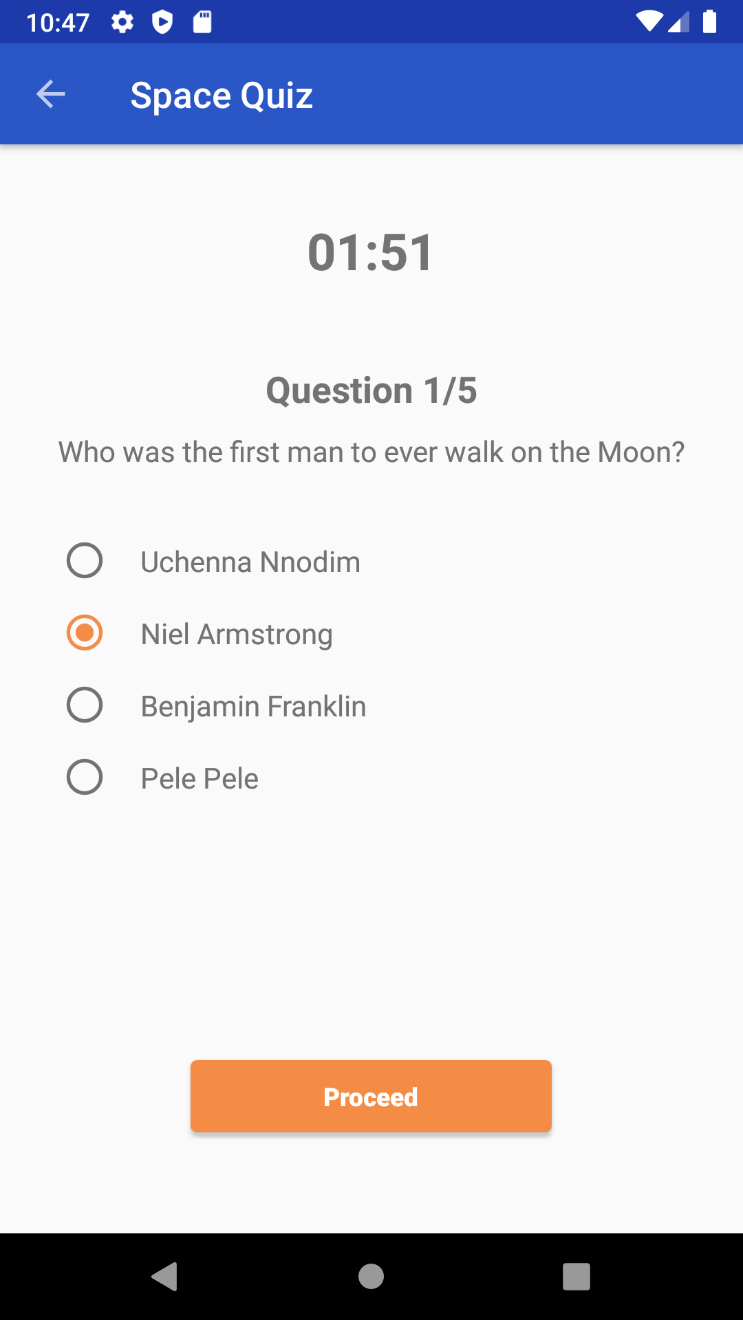 10:47
Space Quiz
01:51
Question 1/5
Who was the first man to ever walk on the Moon?
Uchenna Nnodim
Niel Armstrong
Benjamin Franklin
Pele Pele
Proceed